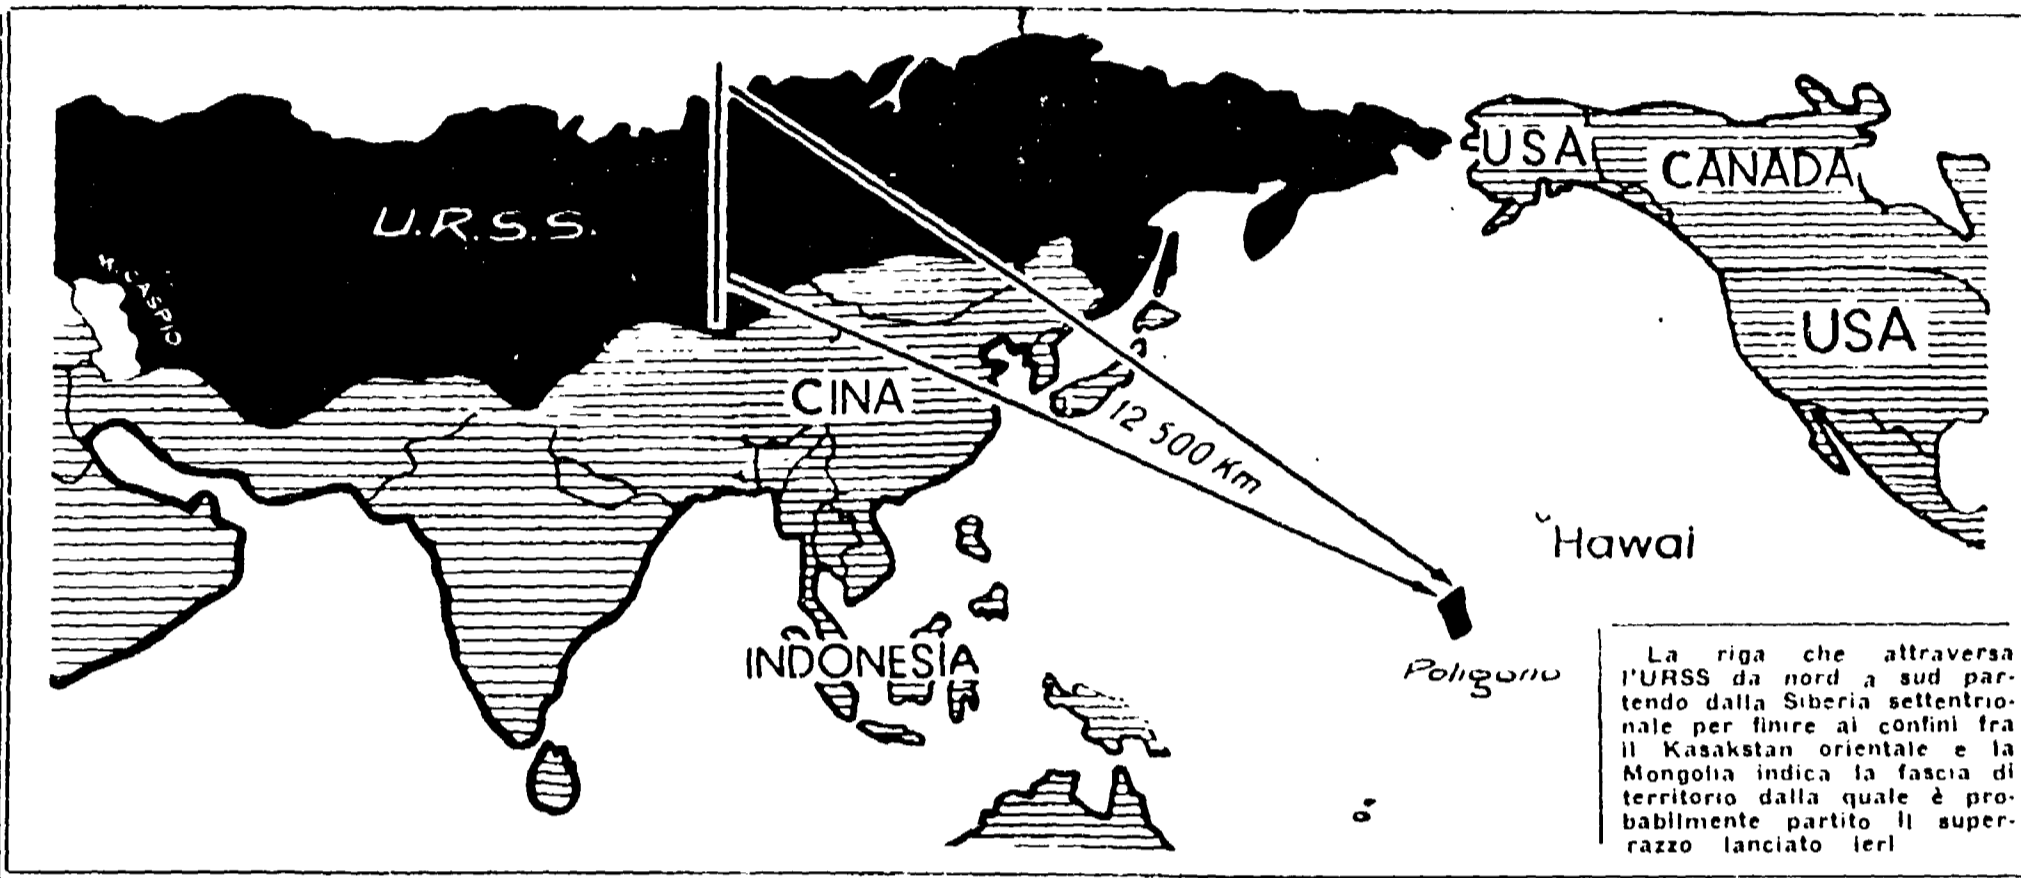 U.R.S.S.
M. CASPIO
USA
CANADA
USA
CINA
12 500 Km
Hawai
INDONESIA
Poligono
La riga che attraversa
l'URSS da nord a sud par-
tendo dalla Siberia settentrio-
nale per finire ai confini fra
il Kasakstan orientale e la
Mongolia indica la fascia di
territorio dalla quale è pro-
babilmente partito il super-
razzo lanciato ieri